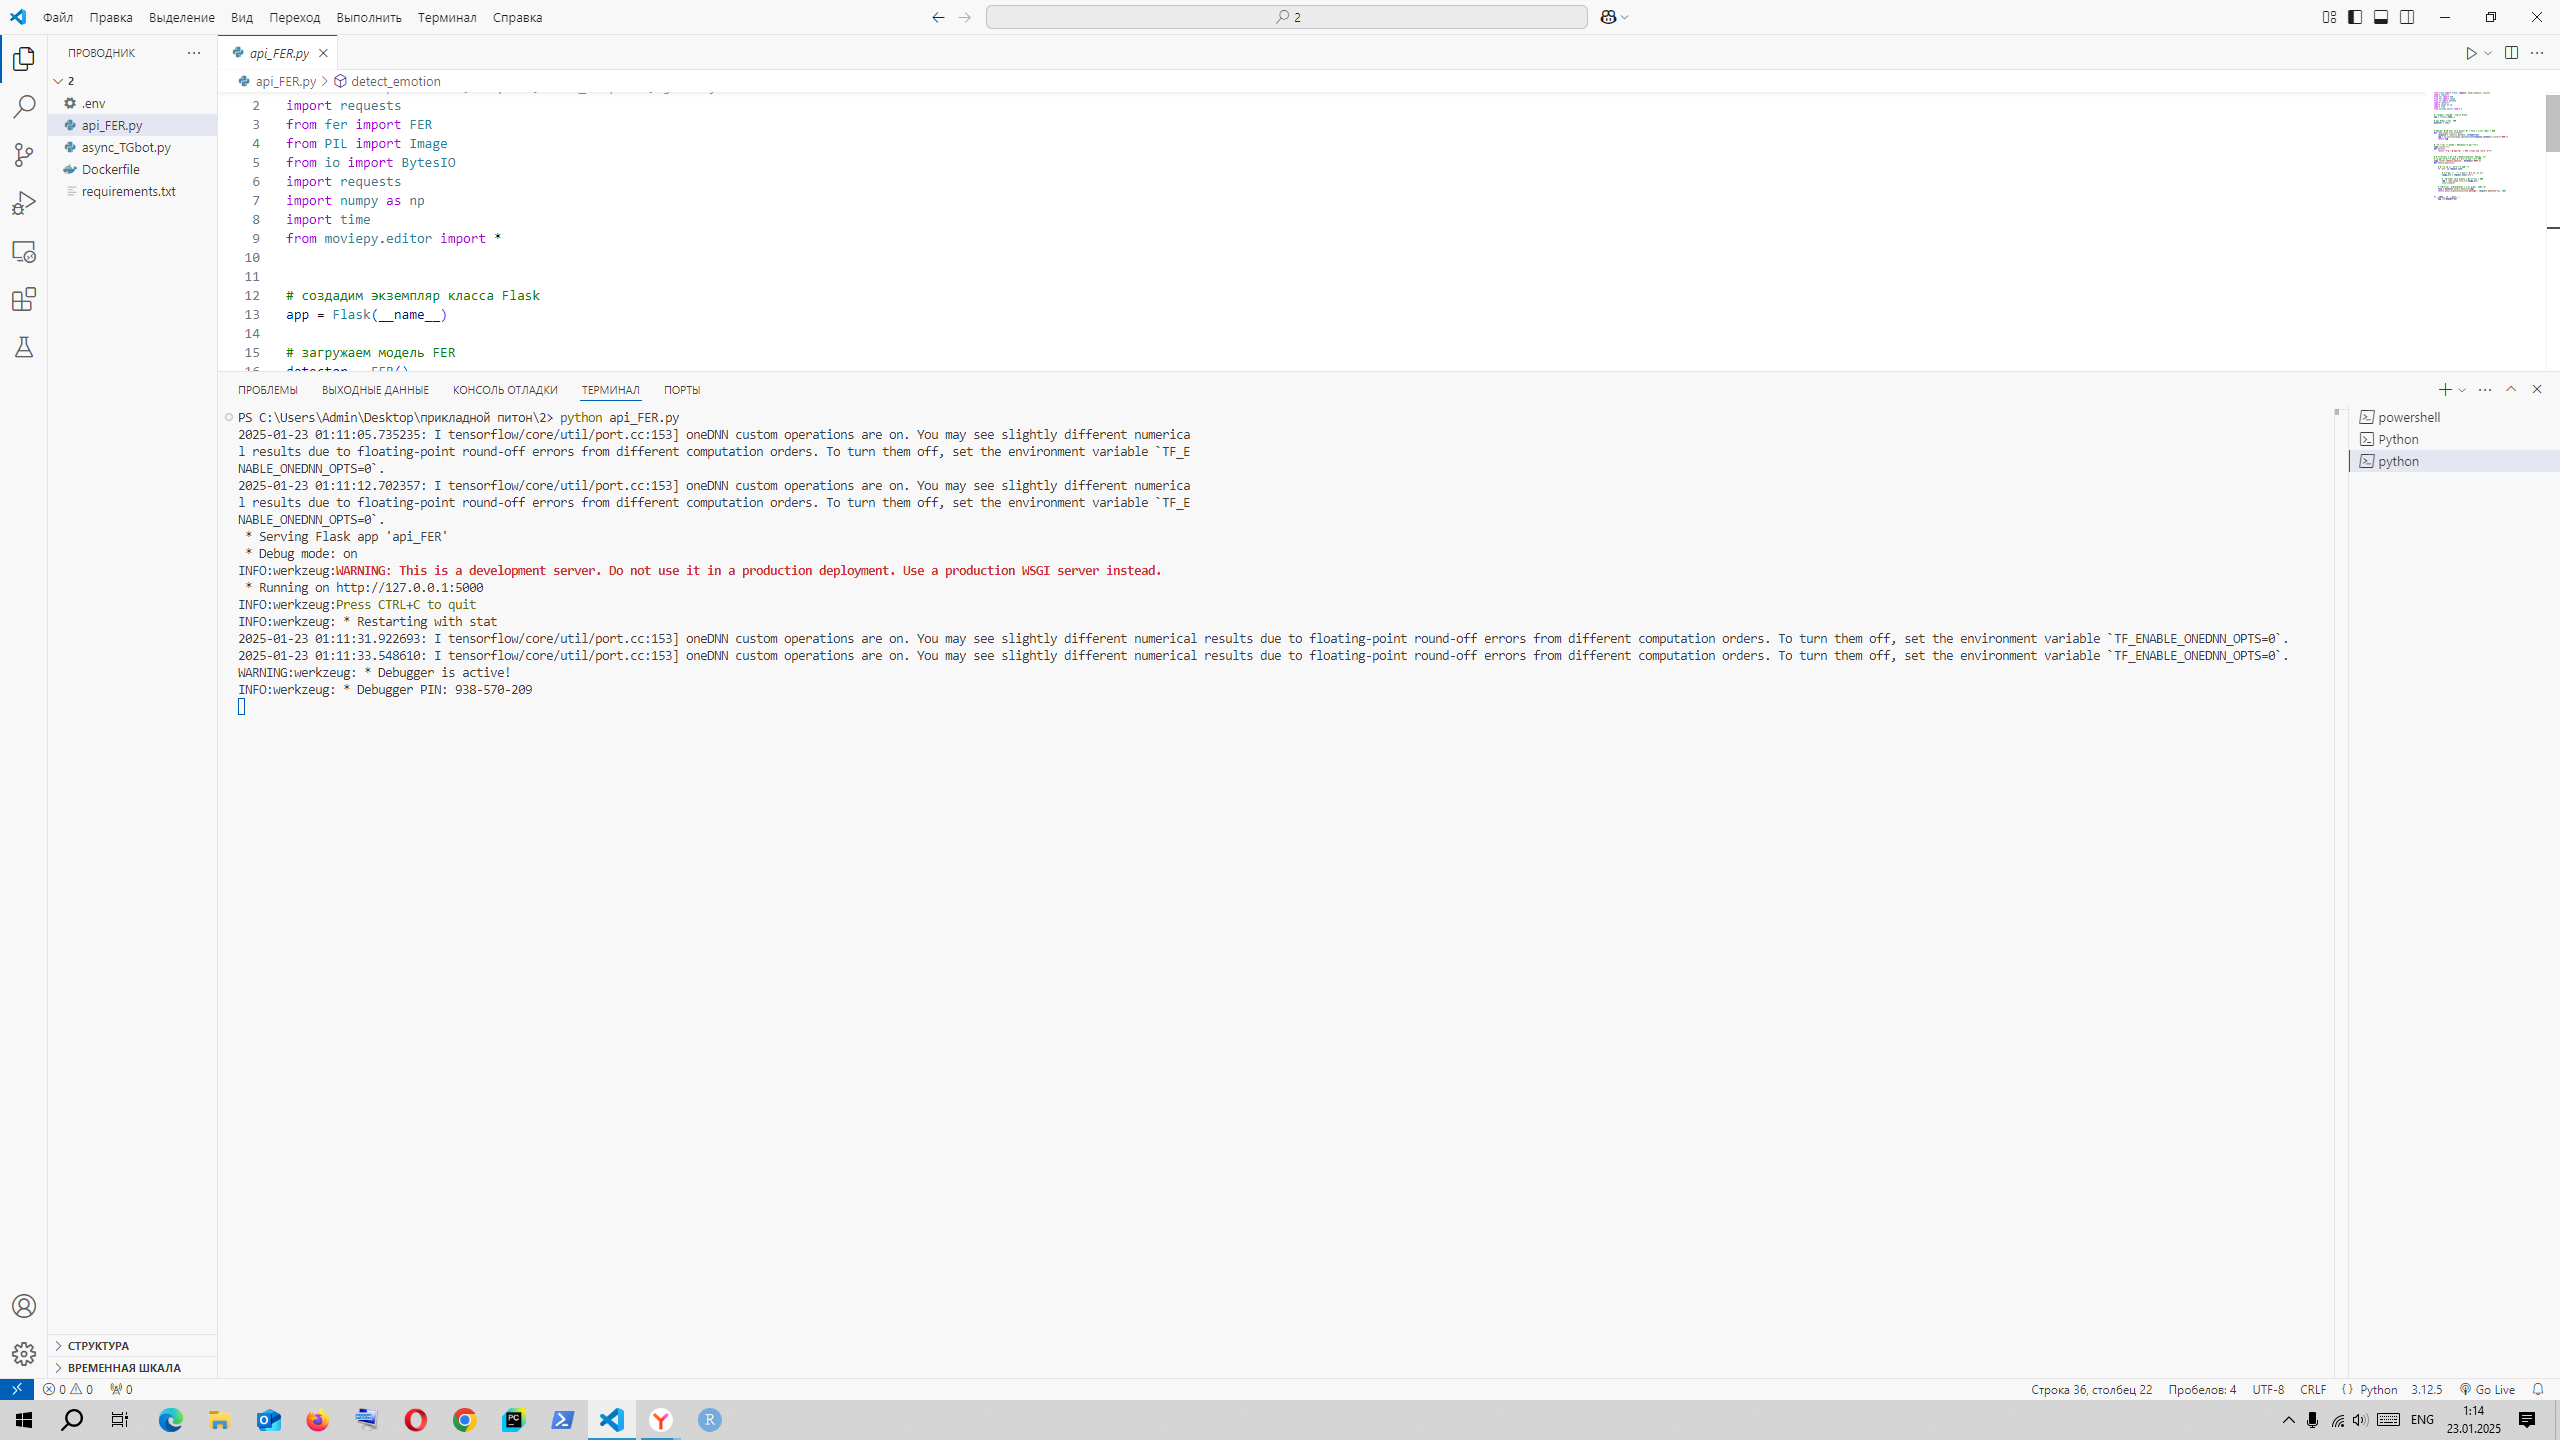 Файл Правка Выделение Вид Переход Выполнить Терминал Справка
2
ПРОВОДНИК
2
.env
api_FER.py
async_TGbot.py
Dockerfile
requirements.txt
СТРУКТУРА
ВРЕМЕННАЯ ШКАЛА
api_FER.py
api_FER.py > detect_emotion
2 import requests
3 from fer import FER
4 from PIL import Image
5 from io import BytesIO
6 import requests
7 import numpy as np
8 import time
9 from moviepy.editor import *
10
11
12 # создадим экземпляр класса Flask
13 app = Flask(__name__)
14
15 # загружаем модель FER
16 detector = FER()
ПРОБЛЕМЫ ВЫХОДНЫЕ ДАННЫЕ КОНСОЛЬ ОТЛАДКИ ТЕРМИНАЛ ПОРТЫ
PS C:\Users\Admin\Desktop\прикладной питон\2> python api_FER.py
2025-01-23 01:11:05.735235: I tensorflow/core/util/port.cc:153] oneDNN custom operations are on. You may see slightly different numerica
l results due to floating-point round-off errors from different computation orders. To turn them off, set the environment variable `TF_E
NABLE_ONEDNN_OPTS=0`.
2025-01-23 01:11:12.702357: I tensorflow/core/util/port.cc:153] oneDNN custom operations are on. You may see slightly different numerica
l results due to floating-point round-off errors from different computation orders. To turn them off, set the environment variable `TF_E
NABLE_ONEDNN_OPTS=0`.
* Serving Flask app 'api_FER'
* Debug mode: on
INFO:werkzeug:WARNING: This is a development server. Do not use it in a production deployment. Use a production WSGI server instead.
* Running on http://127.0.0.1:5000
INFO:werkzeug:Press CTRL+C to quit
INFO:werkzeug: * Restarting with stat
2025-01-23 01:11:31.922693: I tensorflow/core/util/port.cc:153] oneDNN custom operations are on. You may see slightly different numerical results due to floating-point round-off errors from different computation orders. To turn them off, set the environment variable `TF_ENABLE_ONEDNN_OPTS=0`.
2025-01-23 01:11:33.548610: I tensorflow/core/util/port.cc:153] oneDNN custom operations are on. You may see slightly different numerical results due to floating-point round-off errors from different computation orders. To turn them off, set the environment variable `TF_ENABLE_ONEDNN_OPTS=0`.
WARNING:werkzeug: * Debugger is active!
INFO:werkzeug: * Debugger PIN: 938-570-209
powershell
Python
python
0 0 0
Строка 36, столбец 22 Пробелов: 4 UTF-8 CRLF { } Python 3.12.5 Go Live
ENG
1:14
23.01.2025